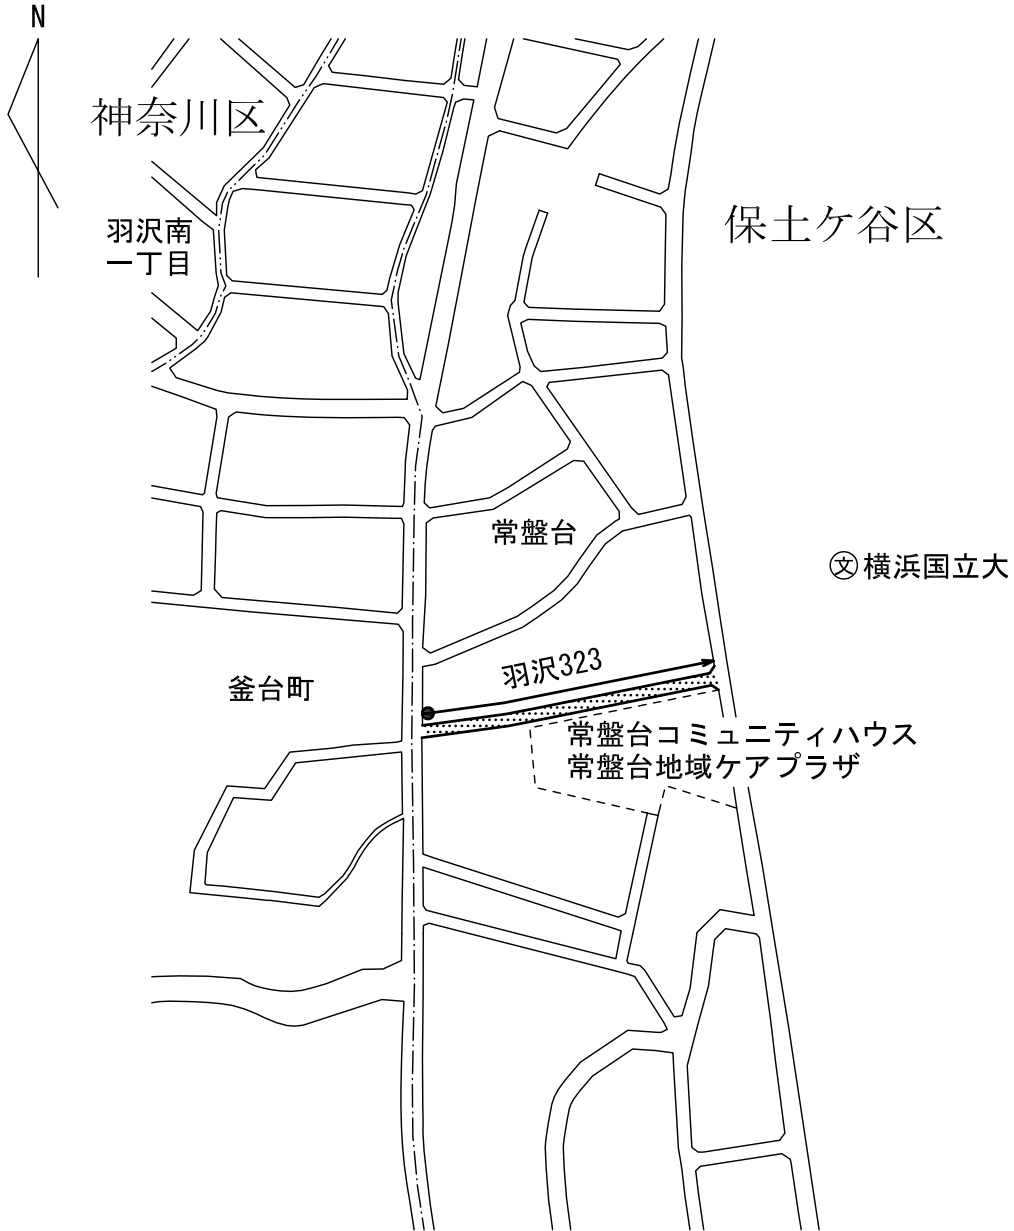 N
神奈川区
保土ケ谷区
羽沢南
一丁目
常盤台
文横浜国立大
羽沢323
釜台町
常盤台コミュニティハウス
常盤台地域ケアプラザ